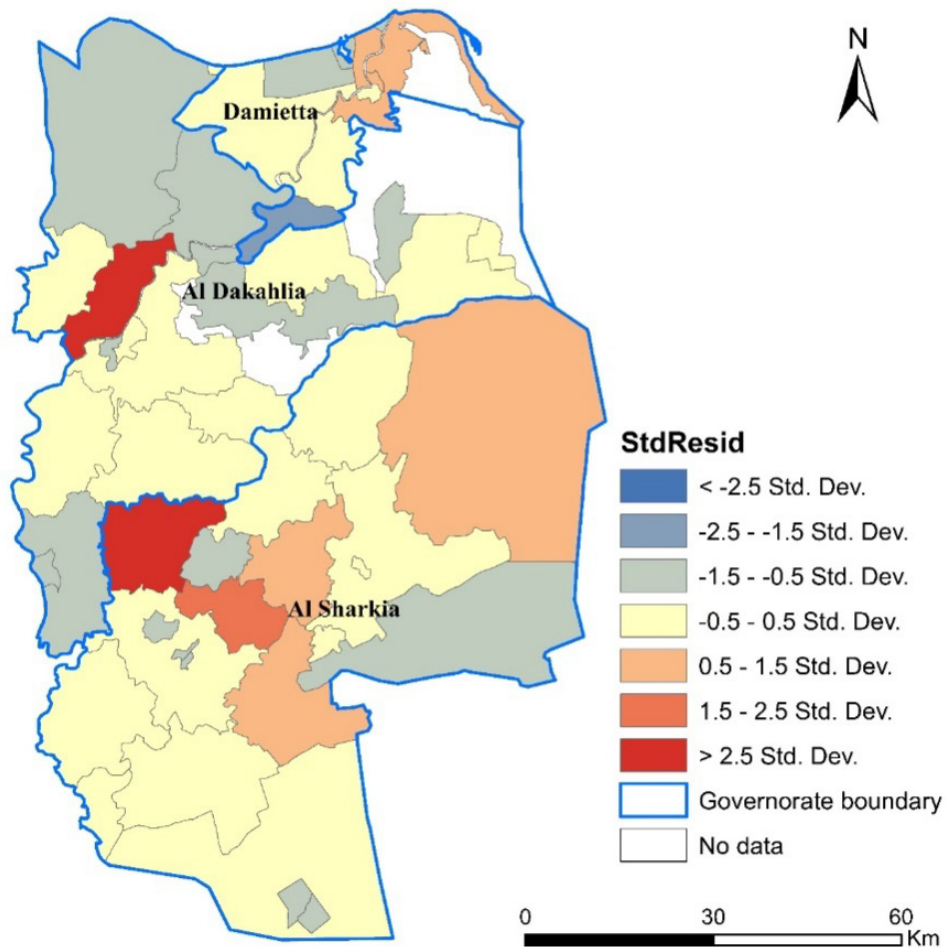 N
Damietta
Al Dakahlia
Al Sharkia
StdResid
< -2.5 Std. Dev.
-2.5 - -1.5 Std. Dev.
-1.5 - -0.5 Std. Dev.
-0.5 - 0.5 Std. Dev.
0.5 - 1.5 Std. Dev.
1.5 - 2.5 Std. Dev.
> 2.5 Std. Dev.
Governorate boundary
No data
0 30 60
Km